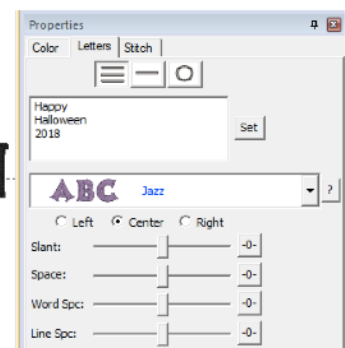 Properties
Color Letters Stitch
Happy
Halloween
2018
Set
ABC Jazz ?
Left Center Right
Slant: -0-
Space: -0-
Word Spc: -0-
Line Spc: -0-